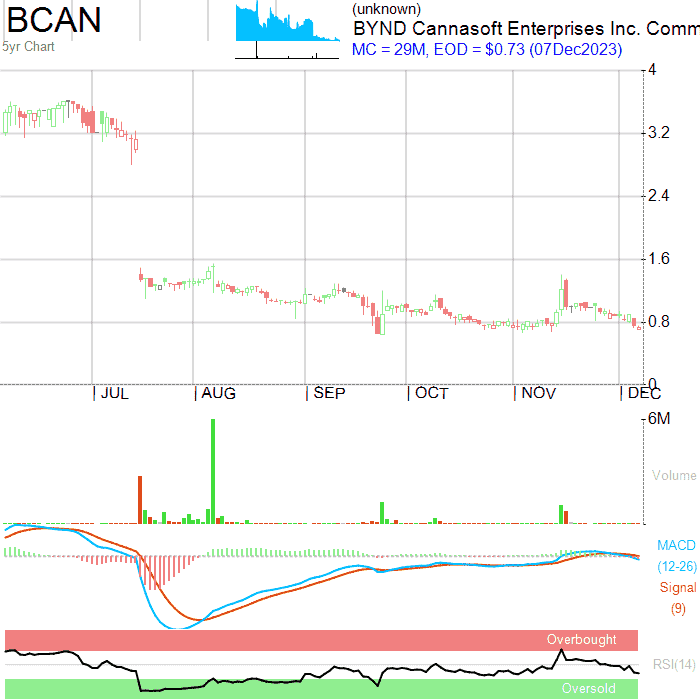 BCAN
5yr Chart
(unknown)
BYND Cannasoft Enterprises Inc. Comm
MC = 29M, EOD = $0.73 (07Dec2023)
4
3.2
2.4
1.6
0.8
0
JUL AUG SEP OCT NOV DEC
6M
Volume
MACD
(12-26)
Signal
(9)
Overbought
RSI(14)
Oversold